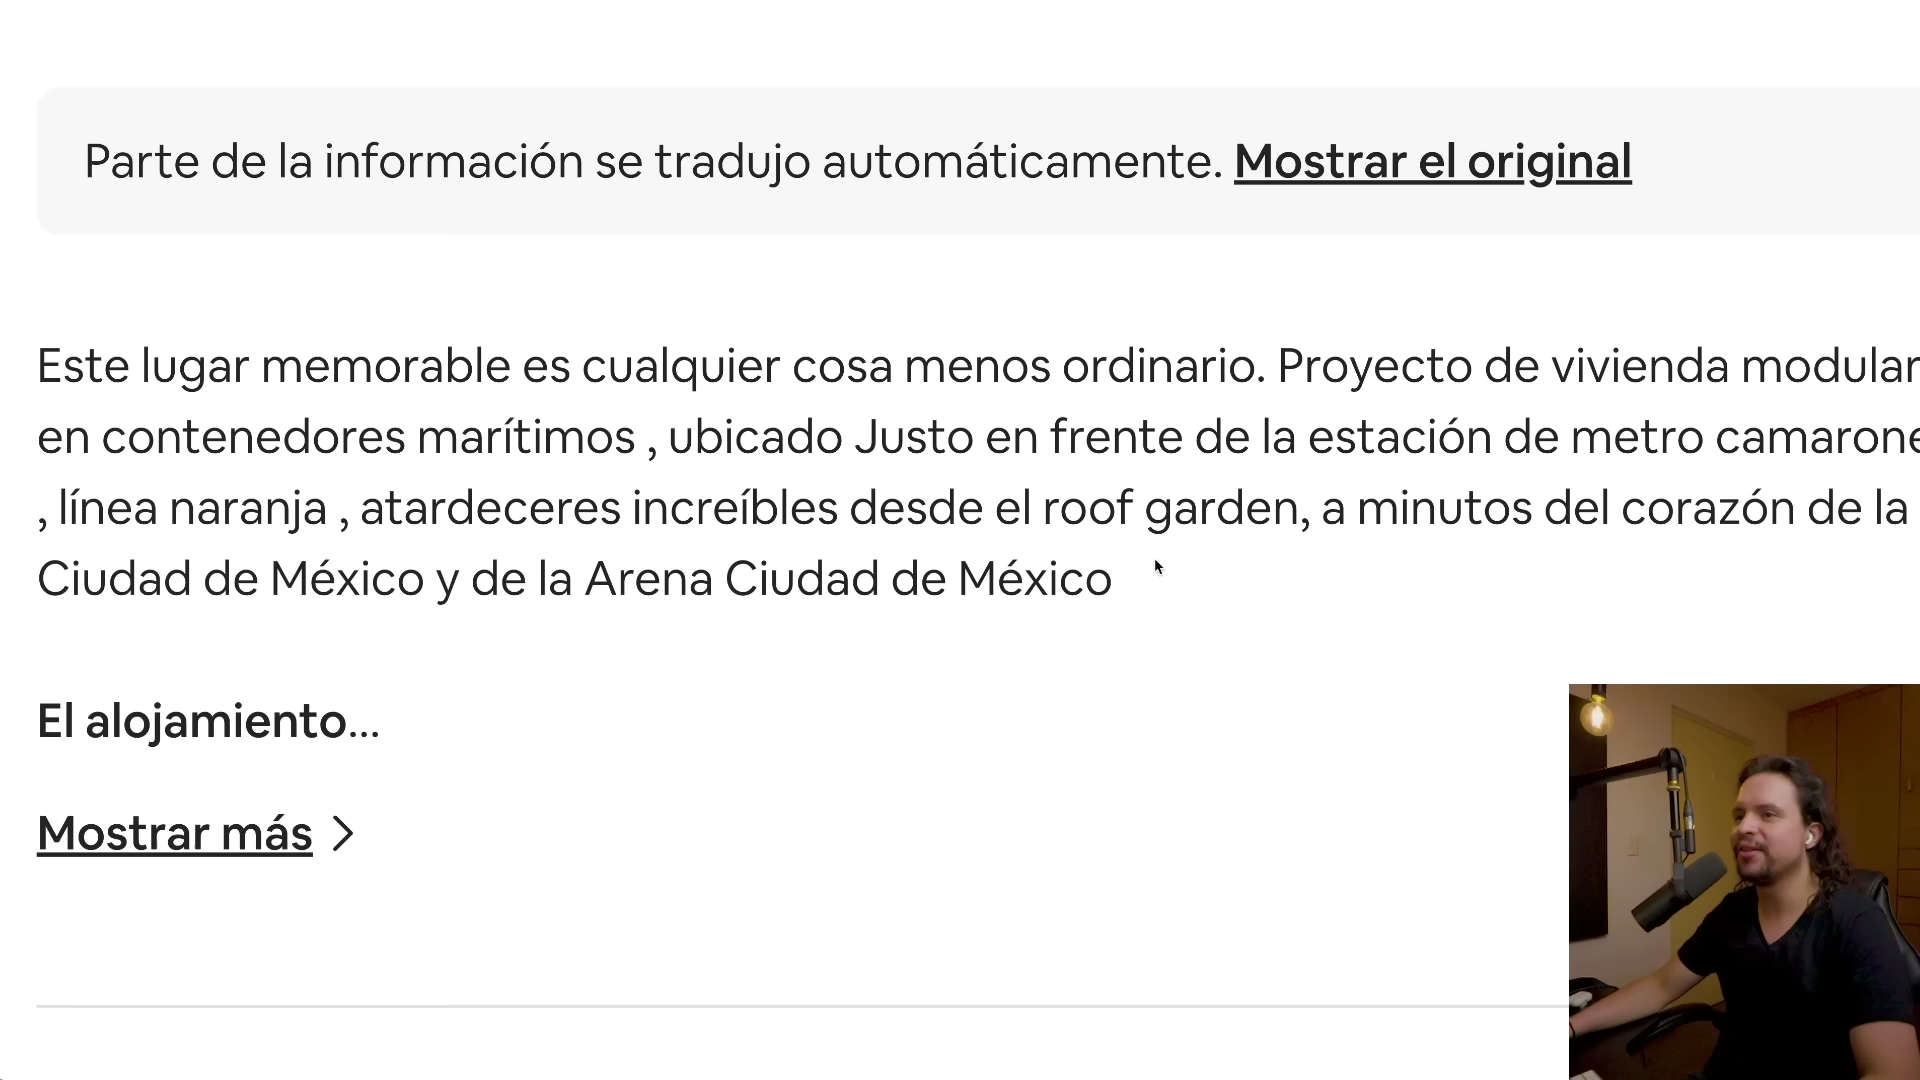 Parte de la información se tradujo automáticamente. Mostrar el original
Este lugar memorable es cualquier cosa menos ordinario. Proyecto de vivienda modular
en contenedores marítimos , ubicado Justo en frente de la estación de metro
, línea naranja , atardeceres increíbles desde el roof garden, a minutos del corazón de la
Ciudad de México y de la Arena Ciudad de México
El alojamiento...
Mostrar más